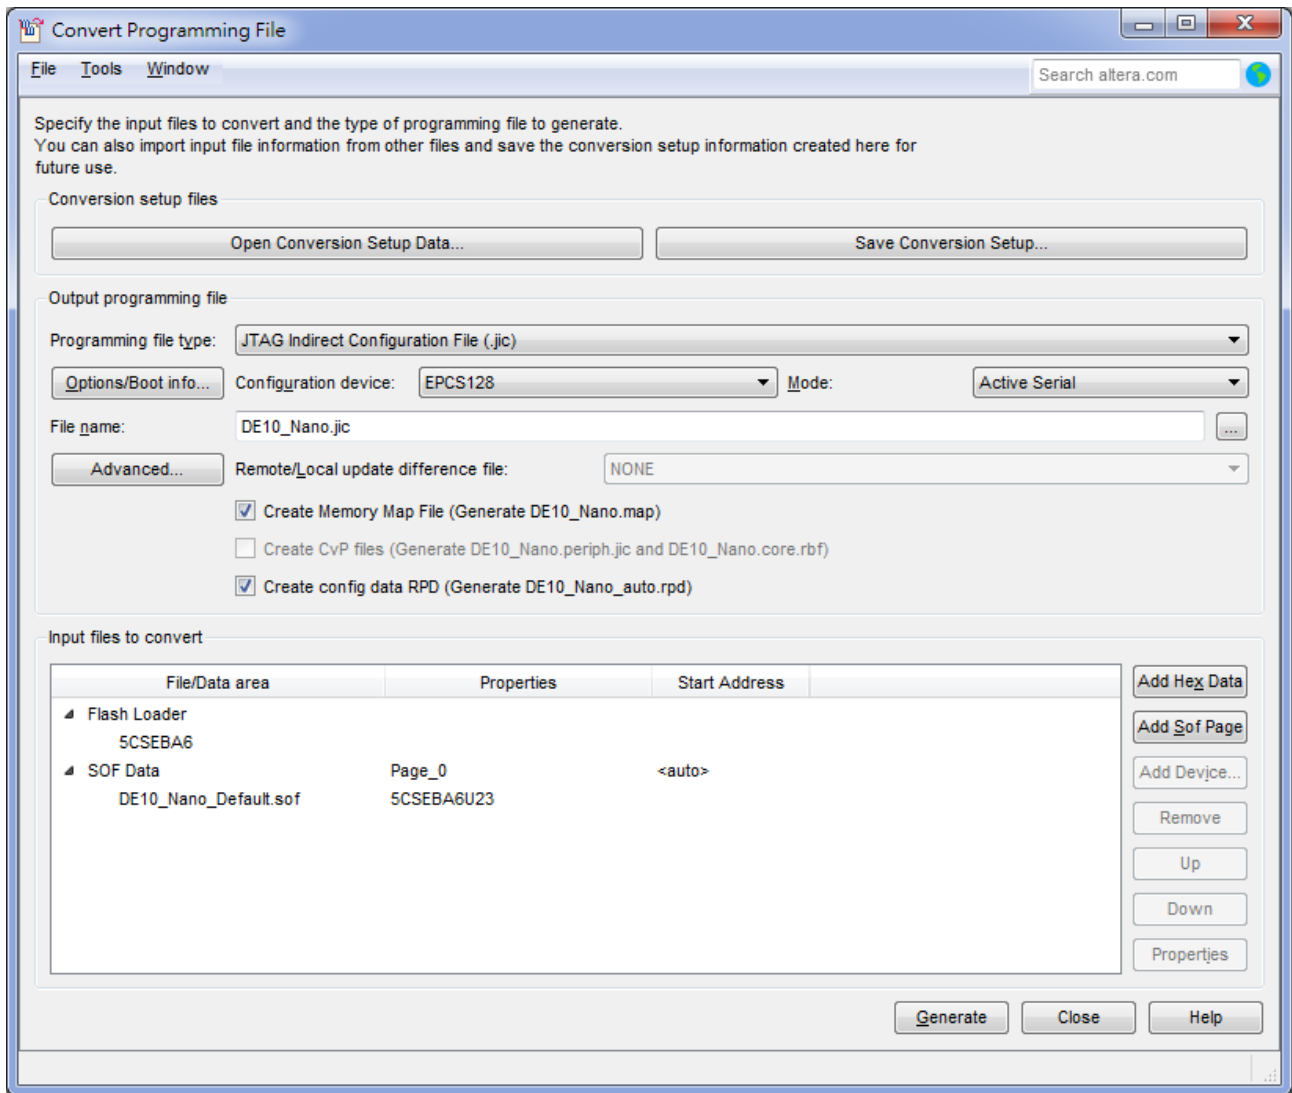 Convert Programming File
File Tools Window
Search altera.com
Specify the input files to convert and the type of programming file to generate.
You can also import input file information from other files and save the conversion setup information created here for
future use.
Conversion setup files
Open Conversion Setup Data...
Save Conversion Setup...
Output programming file
Programming file type: JTAG Indirect Configuration File (.jic)
Options/Boot info... Configuration device: EPCS128 Mode: Active Serial
File name: DE10_Nano.jic ...
Advanced... Remote/Local update difference file: NONE
Create Memory Map File (Generate DE10_Nano.map)
Create CvP files (Generate DE10_Nano.periph.jic and DE10_Nano.core.rbf)
Create config data RPD (Generate DE10_Nano_auto.rpd)
Input files to convert
File/Data area Properties Start Address
Flash Loader
5CSEBA6
SOF Data Page_0 <auto>
DE10_Nano_Default.sof 5CSEBA6U23
Add Hex Data
Add Sof Page
Add Device...
Remove
Up
Down
Properties
Generate Close Help